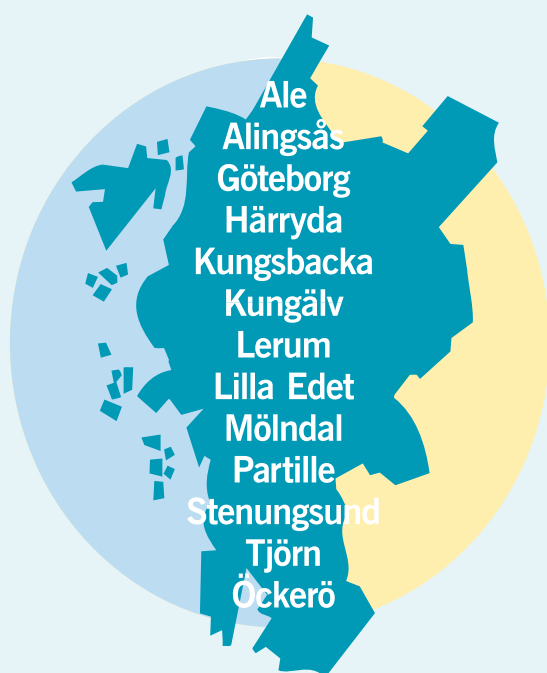 Ale
Alingsås
Göteborg
Härryda
Kungsbacka
Kungälv
Lerum
Lilla Edet
Mölndal
Partille
Stenungsund
Tjörn
Öckerö